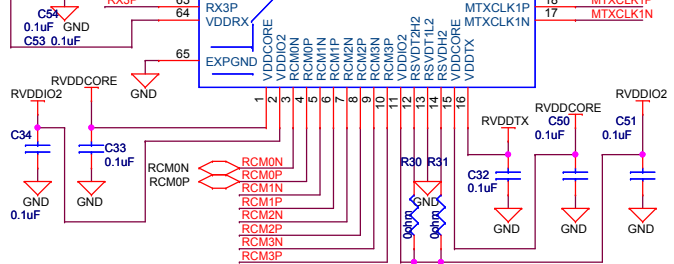 63
RX3P
RX3P
MTXCLK1P
18
MTXCLK1P
C54
0.1uF
GND
64
VDDRX
MTXCLK1N
17
MTXCLK1N
C53 0.1uF
65
EXPGND
GND
VDDCORE
VDDIO2
RCM0N
RCM0P
RCM1N
RCM1P
RCM2N
RCM2P
RCM3N
RCM3P
VDDIO2
RSVDT2H2
RSVDT1L2
RSVDH2
VDDCORE
VDDTX
1
2
3
4
5
6
7
8
9
10
11
12
13
14
15
16
RVDDIO2
RVDDCORE
C34
C33
0.1uF
GND
0.1uF
GND
RCM0N
RCM0N
RCM0P
RCM0P
RCM1N
RCM1P
RCM2N
RCM2P
RCM3N
RCM3P
R30
R31
GND
0ohm
0ohm
RVDDTX
C32
0.1uF
GND
RVDDCORE
C50
0.1uF
GND
RVDDIO2
C51
0.1uF
GND